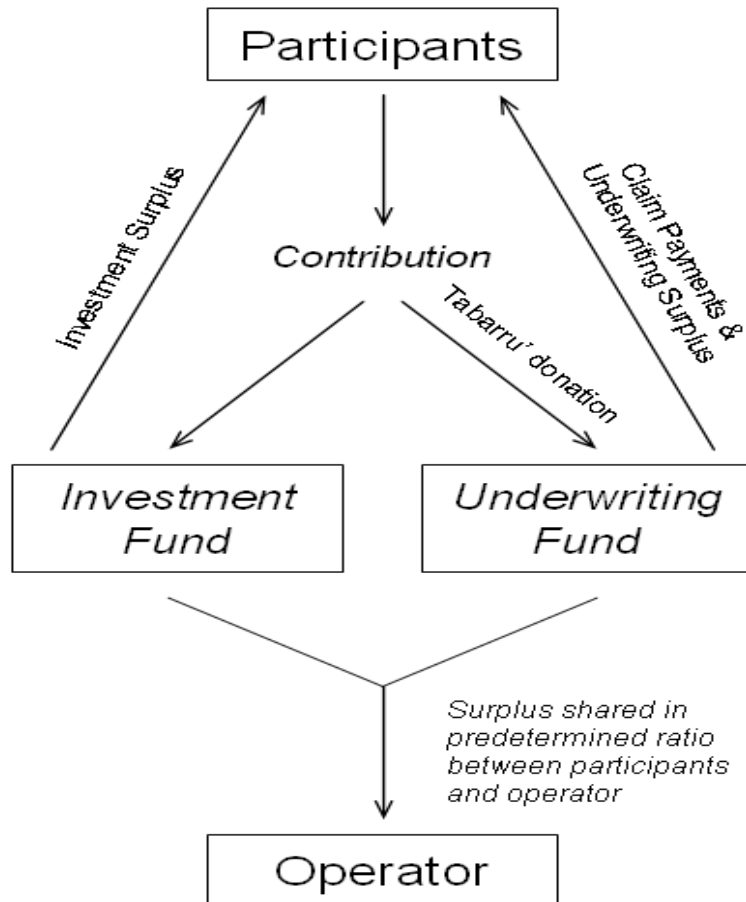 Participants
Investment Surplus
Claim Payments &
Underwriting Surplus
Contribution
Tabarru' donation
Investment
Fund
Underwriting
Fund
Surplus shared in
predetermined ratio
between participants
and operator
Operator